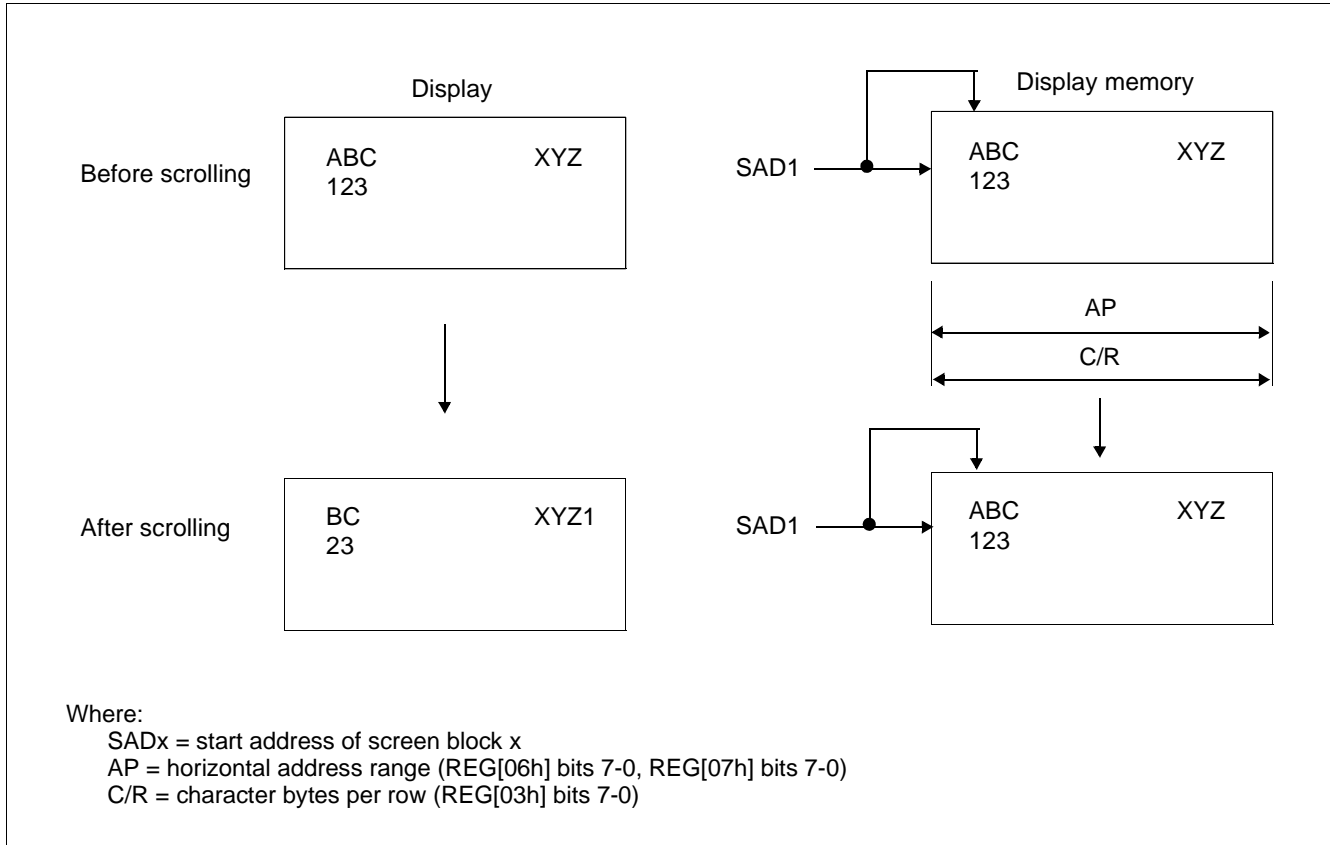 Display
Display memory
Before scrolling
ABC XYZ
123
SAD1
ABC XYZ
123
AP
C/R
After scrolling
BC XYZ1
23
SAD1
ABC XYZ
123
Where:
SADx = start address of screen block x
AP = horizontal address range (REG[06h] bits 7-0, REG[07h] bits 7-0)
C/R = character bytes per row (REG[03h] bits 7-0)